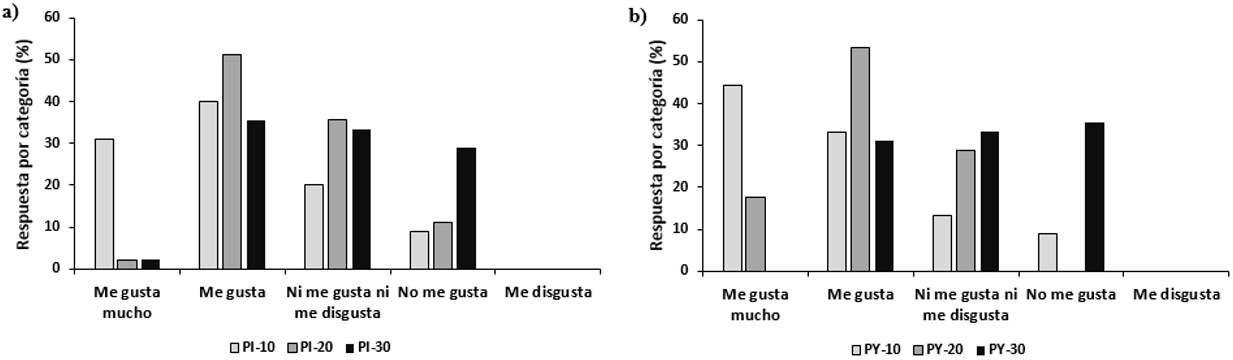 a)
Respuesta por categoría (%)
60
50
40
30
20
10
0
Me gusta
mucho
Me gusta
Ni me gusta ni
me disgusta
No me gusta
Me disgusta
PI-10 PI-20 PI-30
b)
Respuesta por categoría (%)
60
50
40
30
20
10
0
Me gusta
mucho
Me gusta
Ni me gusta ni
me disgusta
No me gusta
Me disgusta
PY-10 PY-20 PY-30